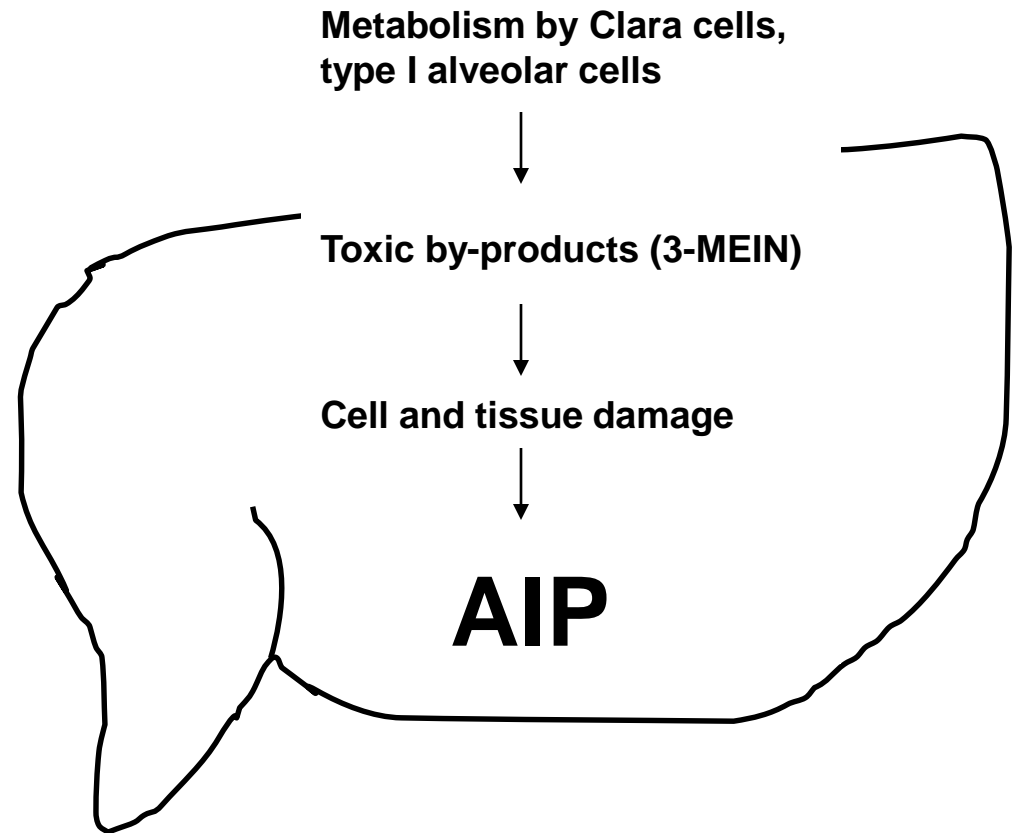 Metabolism by Clara cells,
type I alveolar cells
Toxic by-products (3-MEIN)
Cell and tissue damage
AIP